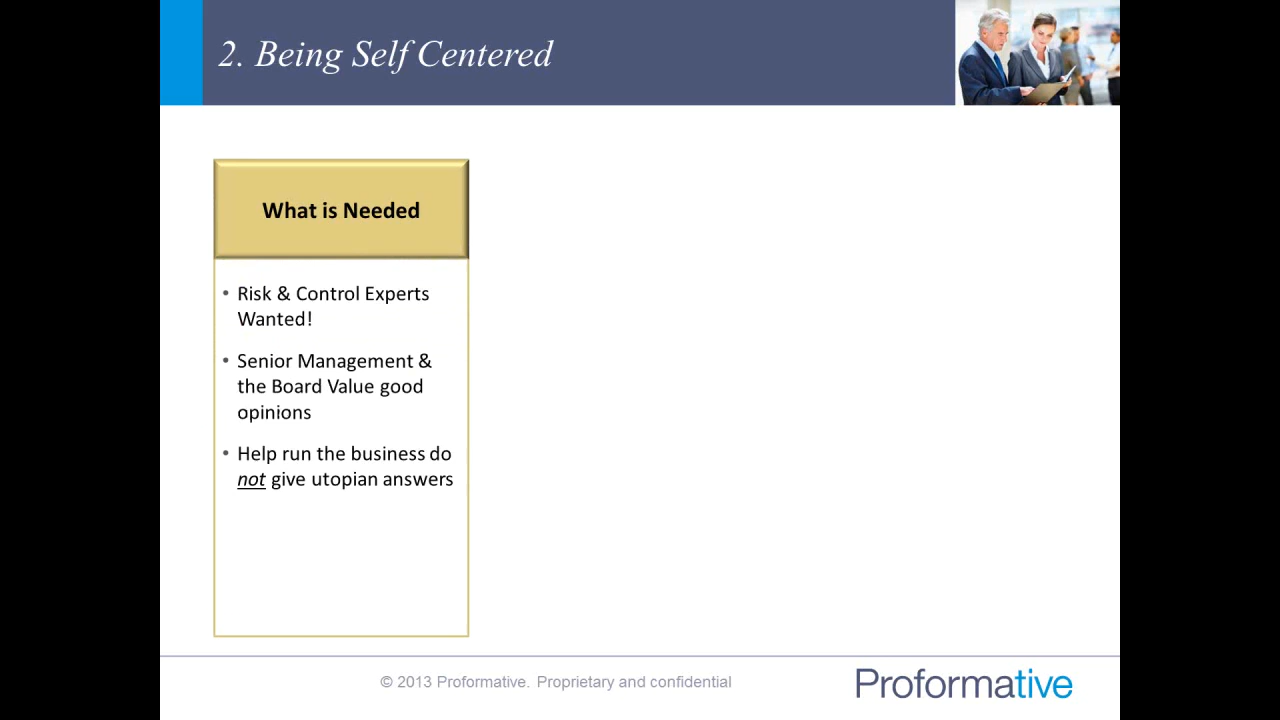 2. Being Self Centered
What is Needed
• Risk & Control Experts
Wanted!
• Senior Management &
the Board Value good
opinions
• Help run the business do
not give utopian answers
© 2013 Proformative. Proprietary and confidential
Proformative